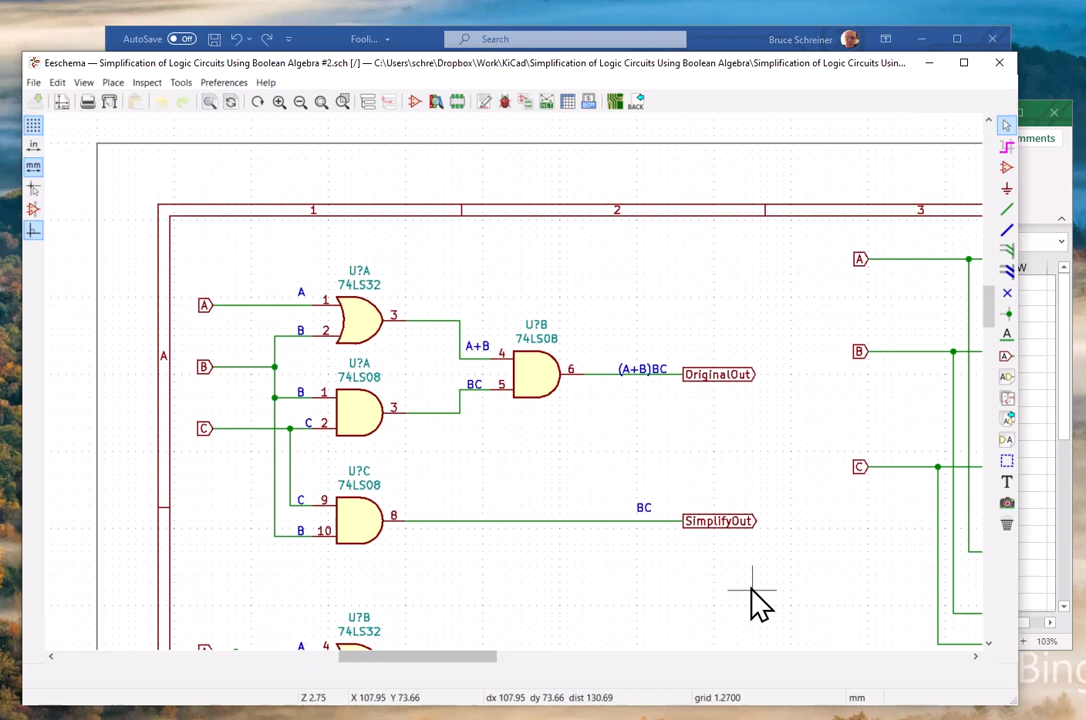 AutoSave Off Fooli... Search Bruce Schreiner
Eeschema — Simplification of Logic Circuits Using Boolean Algebra #2.sch [/] — C:\Users\schre\Dropbox\Work\KiCad\Simplification of Logic Circuits Using Boolean Algebra\Simplification of Logic Circuits Usin...
File Edit View Place Inspect Tools Preferences Help
BACK
in
mm
mments
W
1 2 3
A
U?A
74LS32
A
A 1
B 2
3
B
U?A
74LS08
B 1
C 2
3
C
U?B
74LS08
A+B 4
BC 5
6
(A+B)BC
OriginalOut
U?C
74LS08
C 9
B 10
8
BC
SimplifyOut
U?B
74LS32
A 4
A
B
C
A
A
A
A
T
103%
Z 2.75 X 107.95 Y 73.66 dx 107.95 dy 73.66 dist 130.69 grid 1.2700 mm
Bing